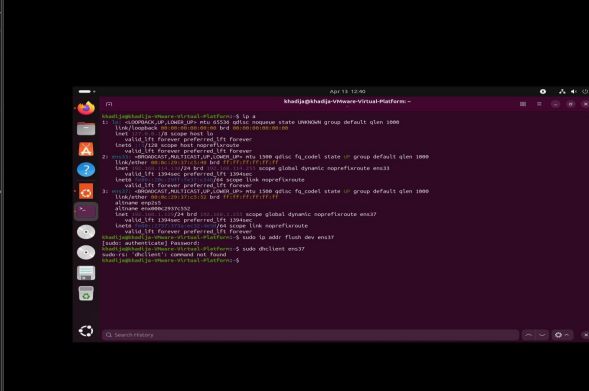 Apr 13 12:40
khadija@khadija-VMware-Virtual-Platform: ~
khadija@khadija-VMware-Virtual-Platform:~$ ip a
1: lo: <LOOPBACK,UP,LOWER_UP> mtu 65536 qdisc noqueue state UNKNOWN group default qlen 1000
link/loopback 00:00:00:00:00:00 brd 00:00:00:00:00:00
inet 127.0.0.1/8 scope host lo
valid_lft forever preferred_lft forever
inet6 ::1/128 scope host noprefixroute
valid_lft forever preferred_lft forever
2: ens33: <BROADCAST,MULTICAST,UP,LOWER_UP> mtu 1500 qdisc fq_codel state UP group default qlen 1000
link/ether brd ff:ff:ff:ff:ff:ff
altname
altname
inet /24 brd scope global dynamic noprefixroute ens33
valid_lft 1394sec preferred_lft 1394sec
inet6 /64 scope link noprefixroute
valid_lft forever preferred_lft forever
3: ens37: <BROADCAST,MULTICAST,UP,LOWER_UP> mtu 1500 qdisc fq_codel state UP group default qlen 1000
link/ether brd ff:ff:ff:ff:ff:ff
altname enp2s5
altname enx000c2937c532
inet /24 brd scope global dynamic noprefixroute ens37
valid_lft 1394sec preferred_lft 1394sec
inet6 /64 scope link noprefixroute
valid_lft forever preferred_lft forever
khadija@khadija-VMware-Virtual-Platform:~$ sudo ip addr flush dev ens37
[sudo: authenticate] Password:
khadija@khadija-VMware-Virtual-Platform:~$ sudo dhclient ens37
sudo-rs: 'dhclient': command not found
khadija@khadija-VMware-Virtual-Platform:~$
Search History